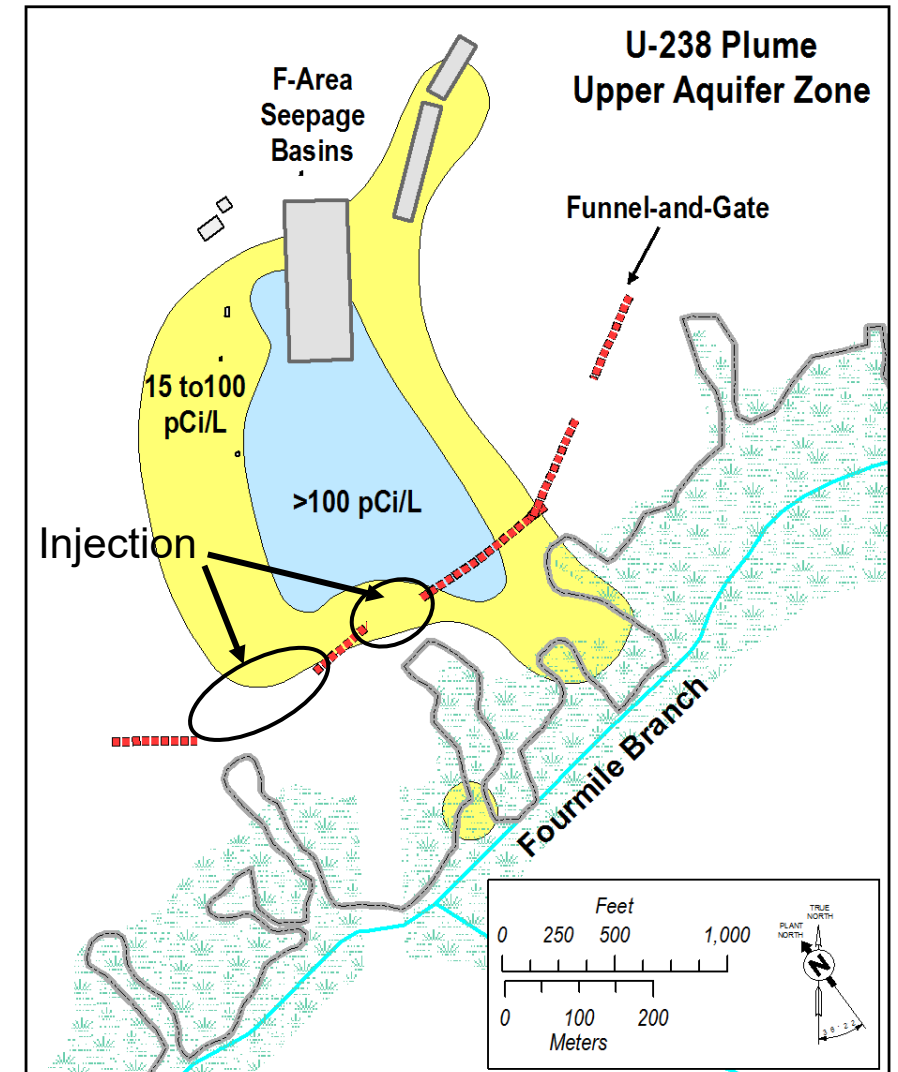 U-238 Plume
Upper Aquifer Zone
F-Area
Seepage
Basins
Funnel-and-Gate
15 to100
pCi/L
>100 pCi/L
Injection
Fourmile Branch
Feet
0 250 500 1,000
0 100 200
Meters
TRUE
NORTH
PLANT
NORTH
N